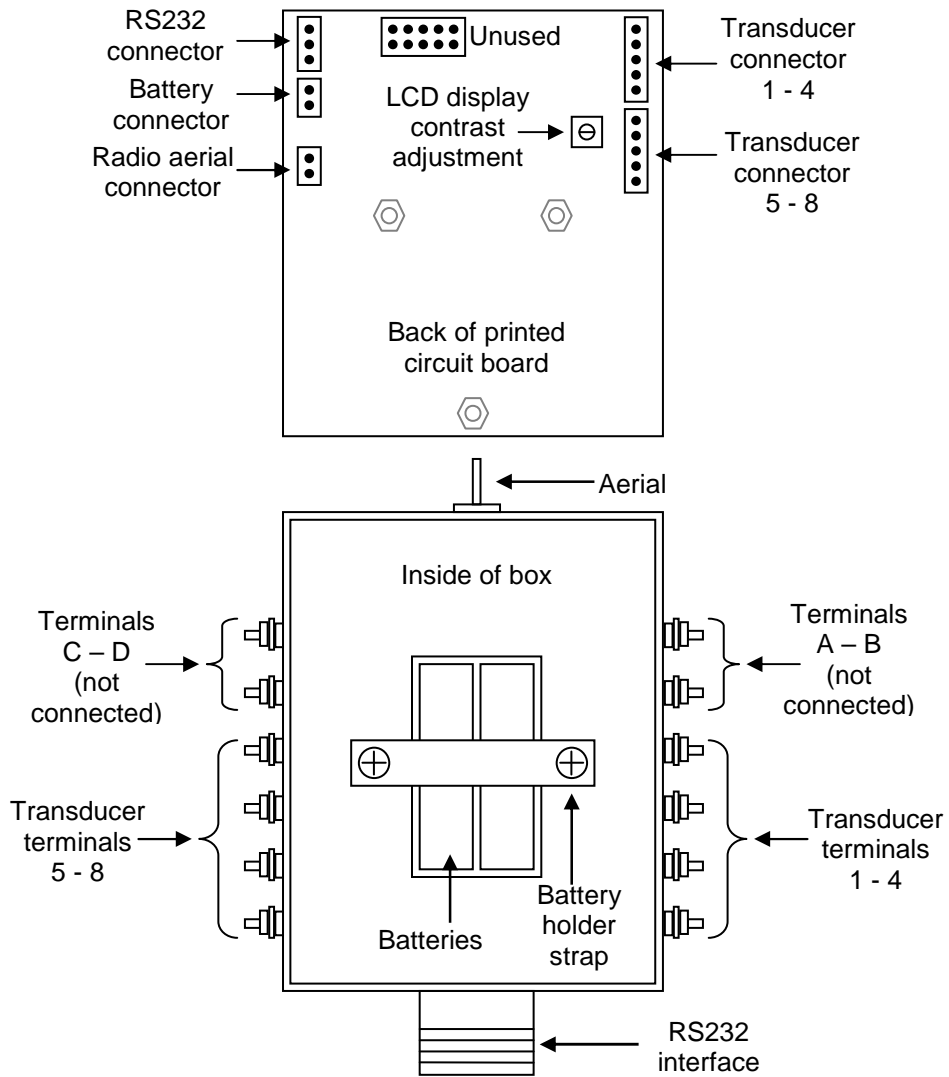 RS232
connector
Battery
connector
Radio aerial
connector
Unused
LCD display
contrast
adjustment
Transducer
connector
1 - 4
Transducer
connector
5 - 8
Back of printed
circuit board
Aerial
Inside of box
Terminals
C – D
(not
connected)
Terminals
A – B
(not
connected)
Transducer
terminals
5 - 8
Transducer
terminals
1 - 4
Batteries
Battery
holder
strap
RS232
interface